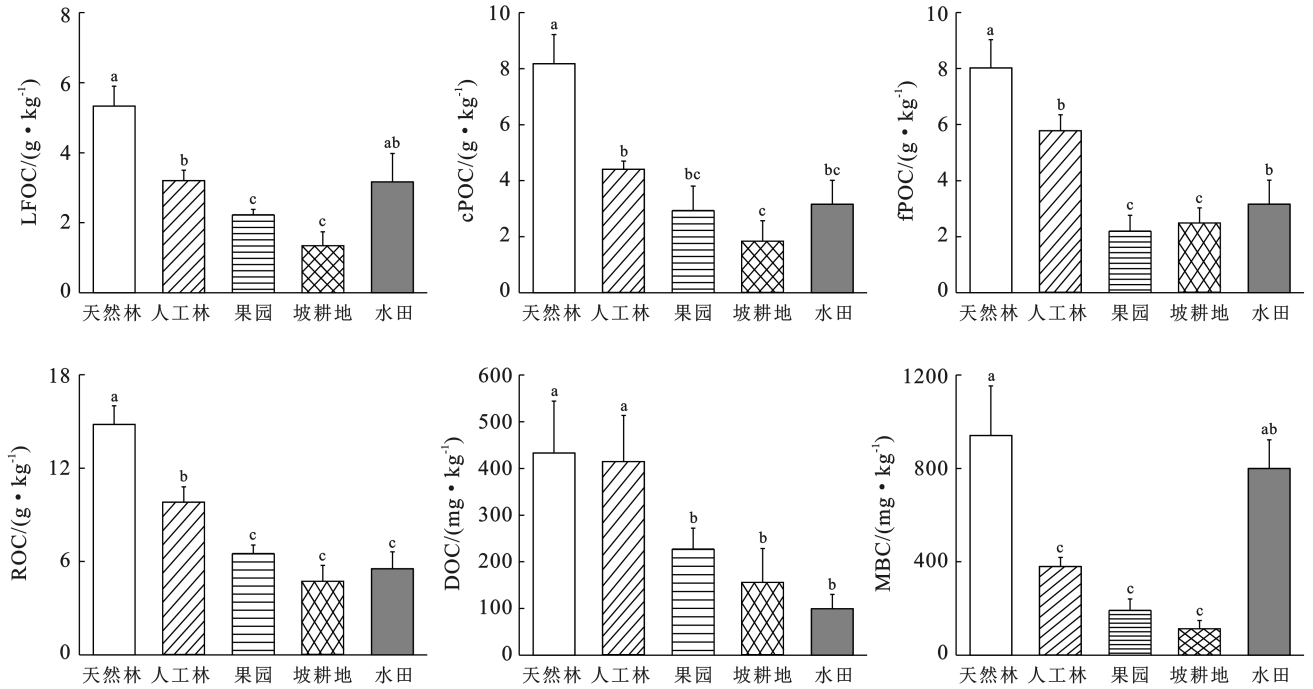 LFOC/(g·kg⁻¹)
8
6
4
2
0
a
b
c
c
ab
天然林 人工林 果园 坡耕地 水田
cPOC/(g·kg⁻¹)
10
8
6
4
2
0
a
b
bc
c
bc
天然林 人工林 果园 坡耕地 水田
fPOC/(g·kg⁻¹)
10
8
6
4
2
0
a
b
c
c
b
天然林 人工林 果园 坡耕地 水田
ROC/(g·kg⁻¹)
18
12
6
0
a
b
c
c
c
天然林 人工林 果园 坡耕地 水田
DOC/(mg·kg⁻¹)
600
500
400
300
200
100
0
a
a
b
b
b
天然林 人工林 果园 坡耕地 水田
MBC/(mg·kg⁻¹)
1200
800
400
0
a
c
c
c
ab
天然林 人工林 果园 坡耕地 水田